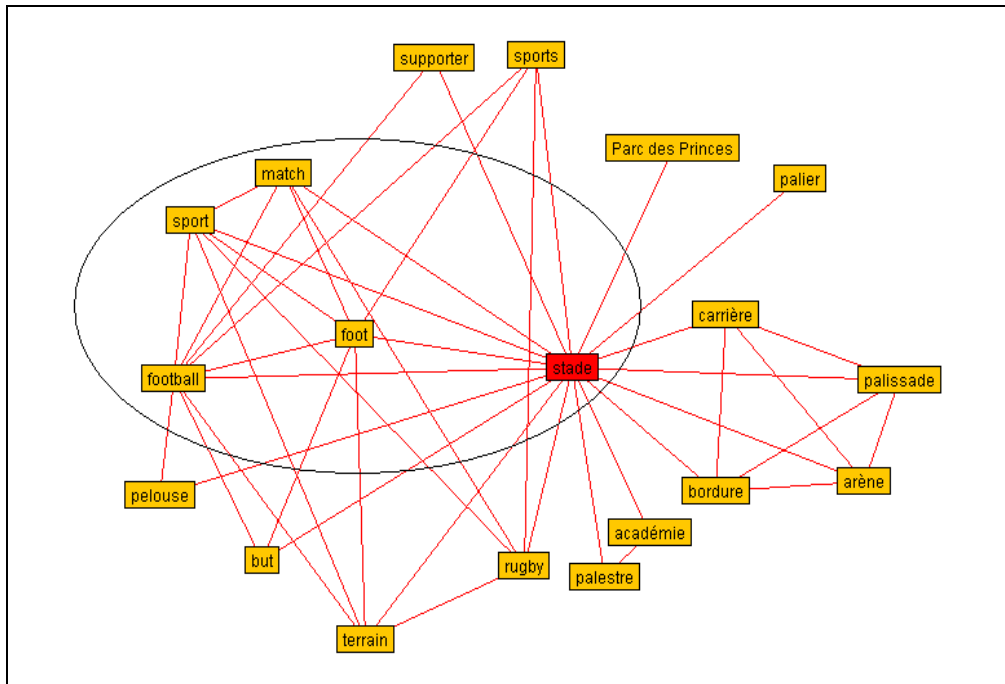 supporter
sports
Parc des Princes
match
palier
sport
carrière
foot
stade
football
palissade
arène
bordure
pelouse
académie
but
rugby
palestre
terrain